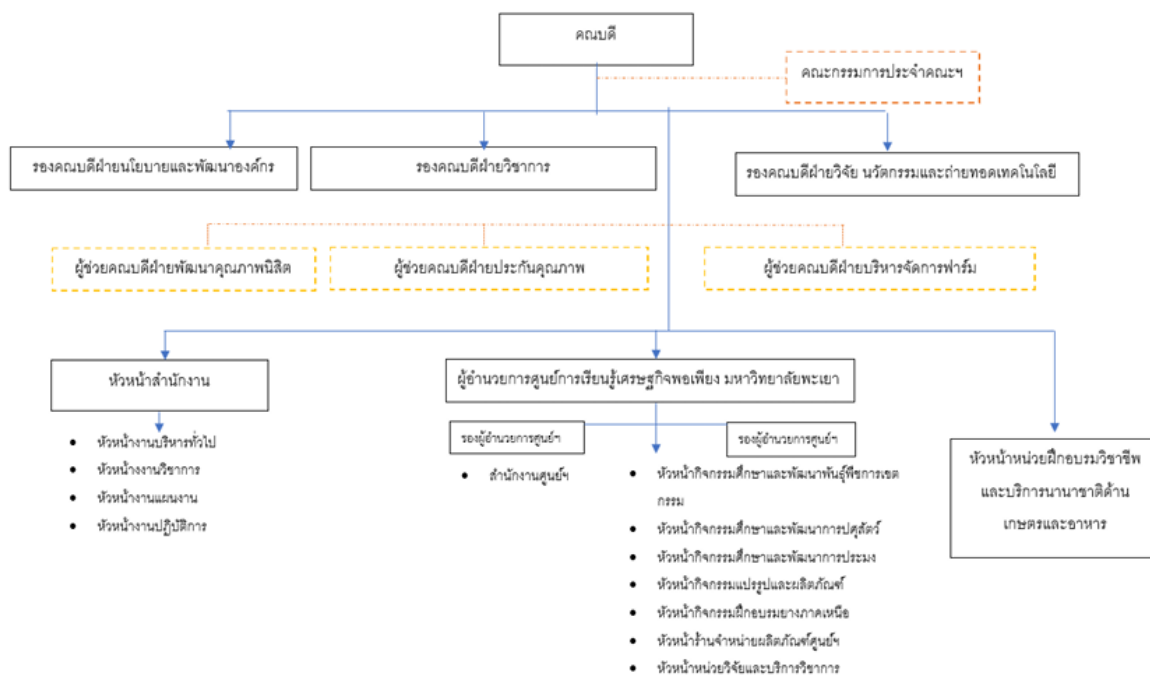 คณบดี
คณะกรรมการประจำคณะฯ
รองคณบดีฝ่ายนโยบายและพัฒนาองค์กร
รองคณบดีฝ่ายวิชาการ
รองคณบดีฝ่ายวิจัย นวัตกรรมและถ่ายทอดเทคโนโลยี
ผู้ช่วยคณบดีฝ่ายพัฒนาคุณภาพนิสิต
ผู้ช่วยคณบดีฝ่ายประกันคุณภาพ
ผู้ช่วยคณบดีฝ่ายบริหารจัดการฟาร์ม
หัวหน้าสำนักงาน
• หัวหน้างานบริหารทั่วไป
• หัวหน้างงานวิชาการ
• หัวหน้างานแผนงาน
• หัวหน้างานปฏิบัติการ
ผู้อำนวยการศูนย์การเรียนรู้เศรษฐกิจพอเพียง มหาวิทยาลัยพะเยา
รองผู้อำนวยการศูนย์ฯ
• สำนักงานศูนย์ฯ
รองผู้อำนวยการศูนย์ฯ
• หัวหน้ากิจกรรมศึกษาและพัฒนาพันธุ์พืชการเขต
กรรม
• หัวหน้ากิจกรรมศึกษาและพัฒนาการปศุสัตว์
• หัวหน้ากิจกรรมศึกษาและพัฒนาการประมง
• หัวหน้ากิจกรรมแปรรูปและผลิตภัณฑ์
• หัวหน้ากิจกรรมฝึกอบรมยางภาคเหนือ
• หัวหน้าร้านจำหน่ายผลิตภัณฑ์ศูนย์ฯ
• หัวหน้าหน่วยวิจัยและบริการวิชาการ
หัวหน้าหน่วยฝึกอบรมวิชาชีพ
และบริการนานาชาติด้าน
เกษตรและอาหาร